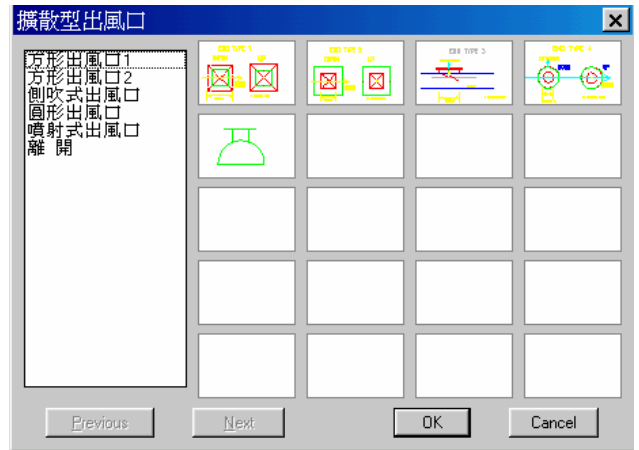 擴散型出風口
方形出風口1
方形出風口2
側吹式出風口
圓形出風口
噴射式出風口
離 開
Previous
Next
OK
Cancel